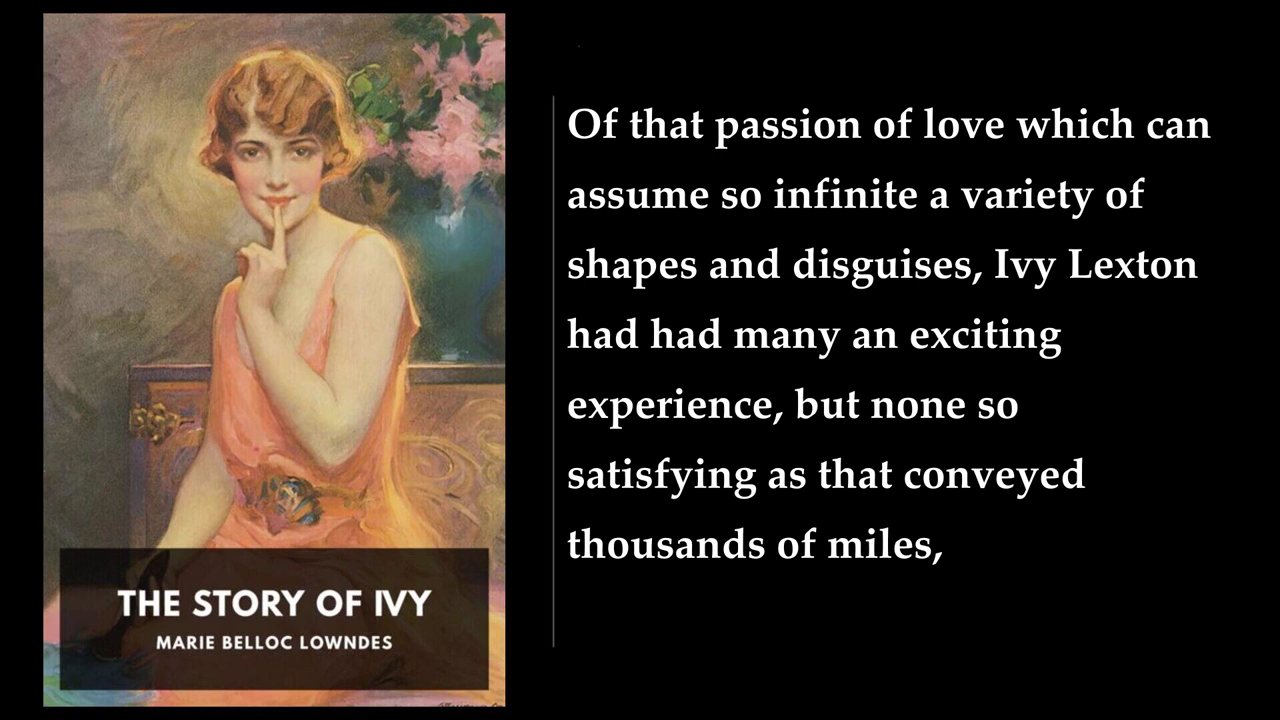 THE STORY OF IVY
MARIE BELLOC LOWNDES
Of that passion of love which can
assume so infinite a variety of
shapes and disguises, Ivy Lexton
had had many an exciting
experience, but none so
satisfying as that conveyed
thousands of miles,